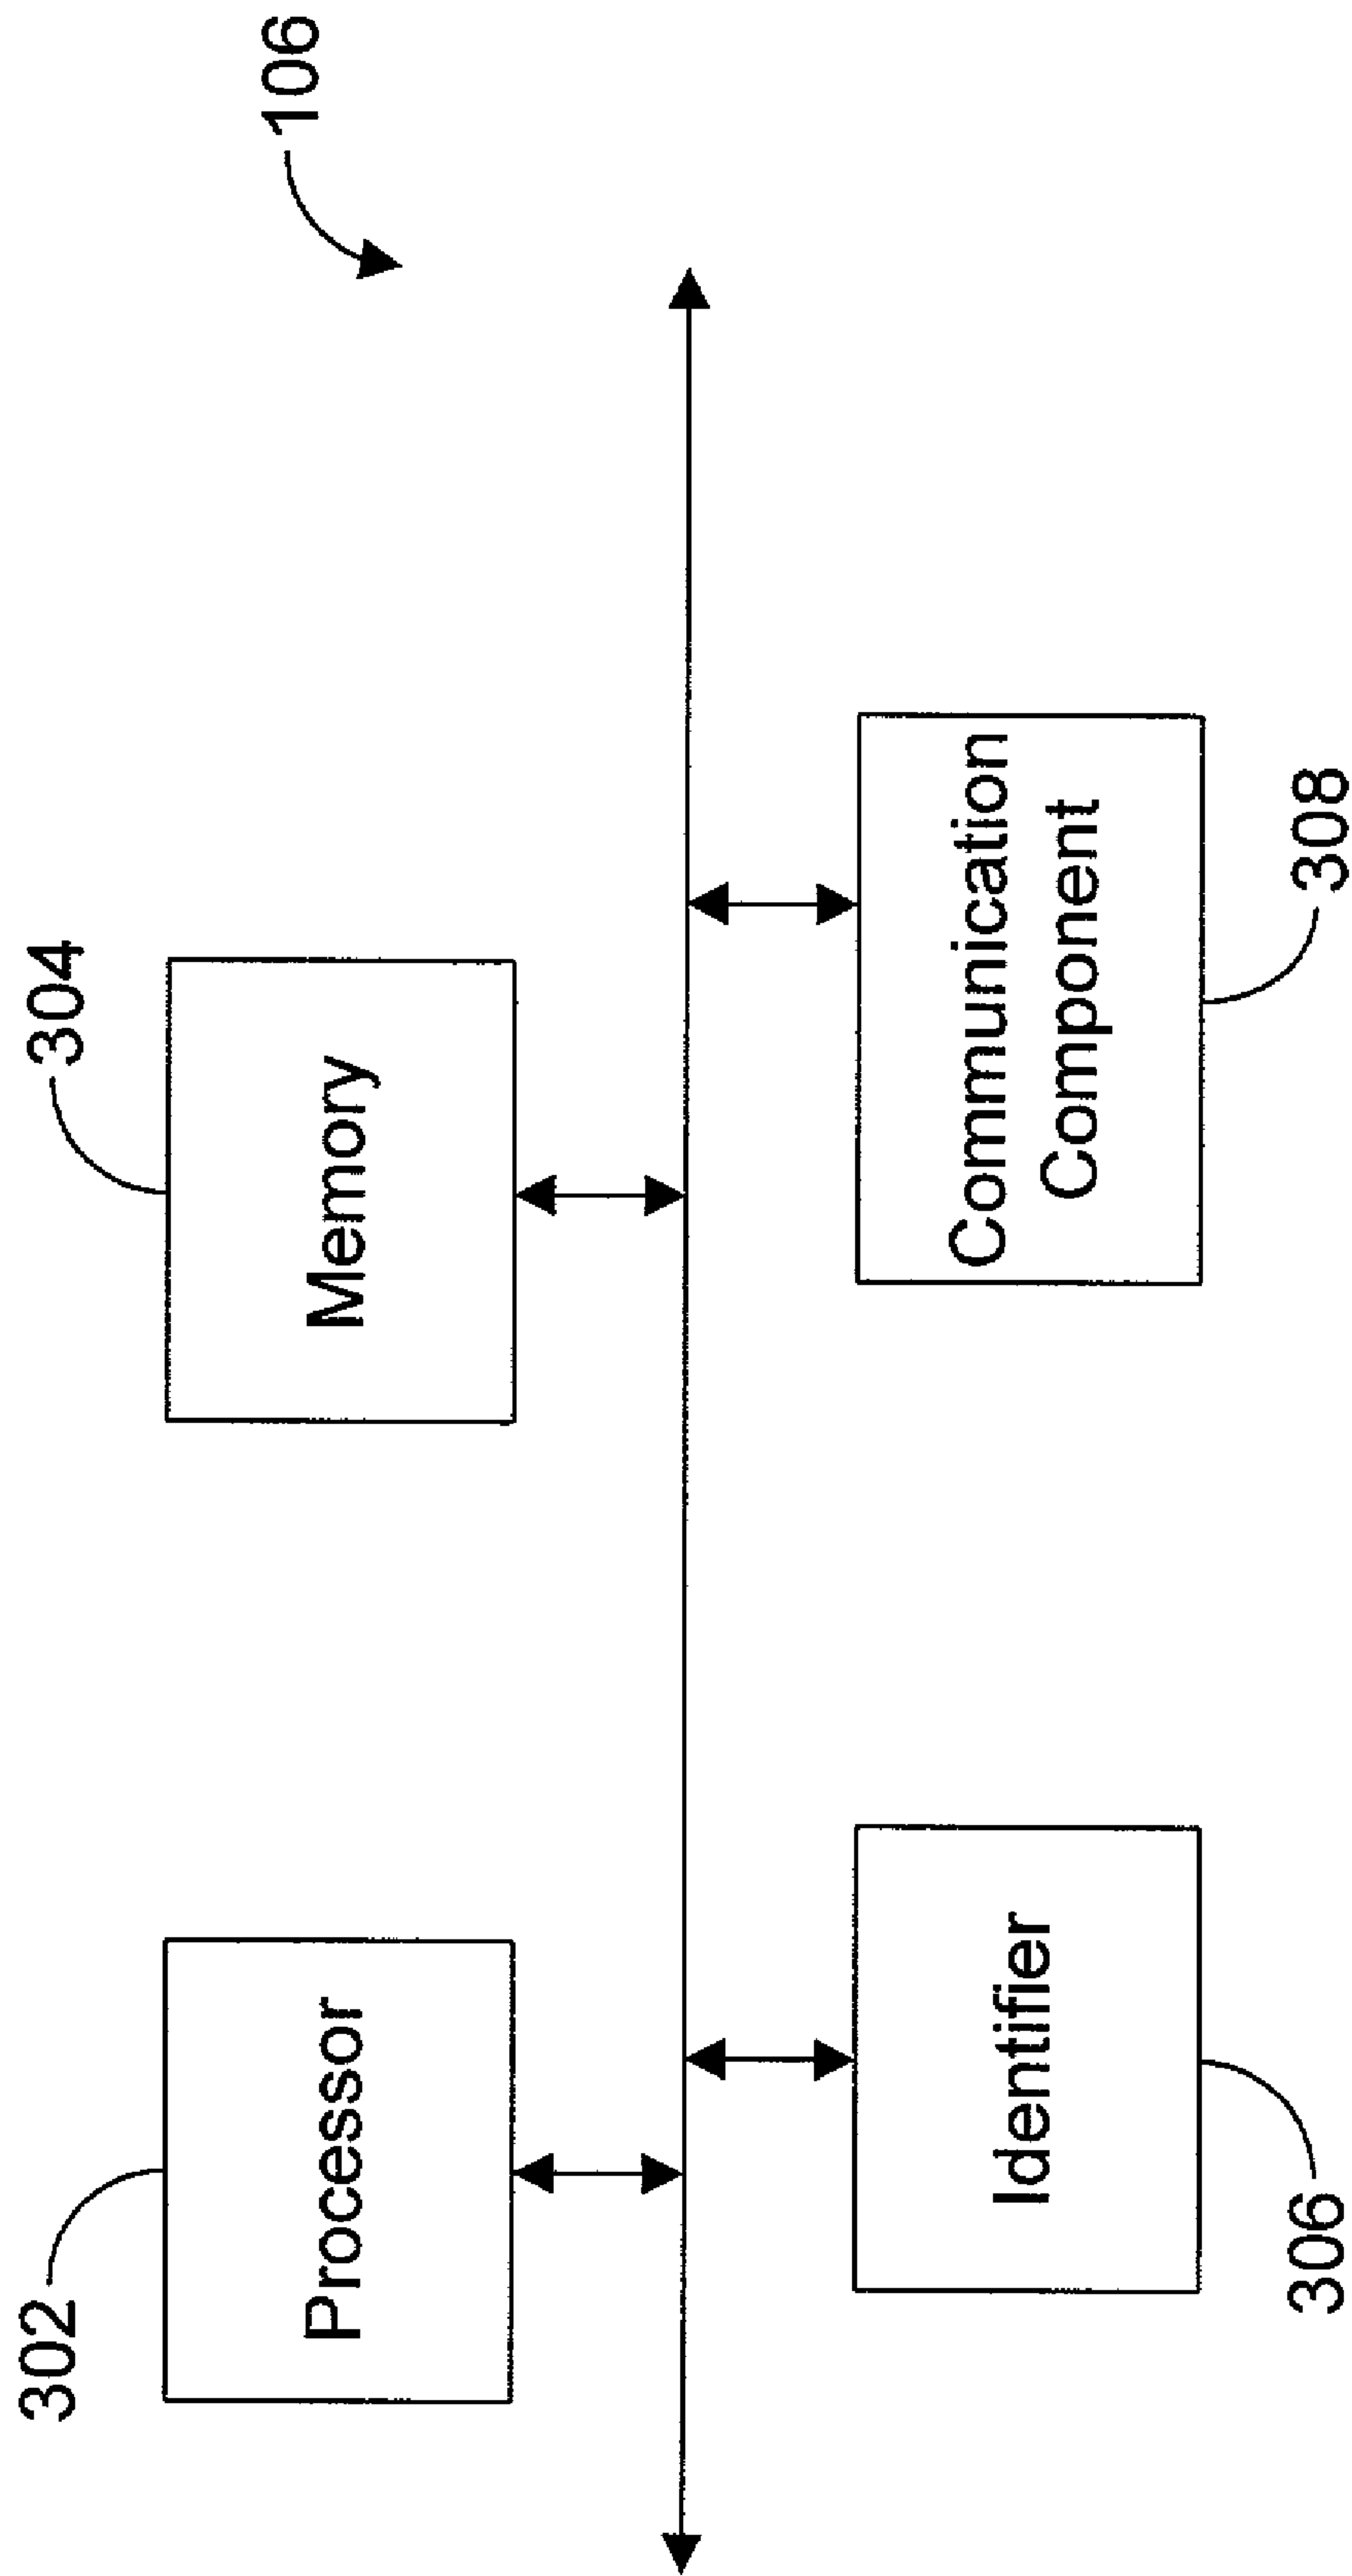 106
302
304
Processor
Memory
Identifier
Communication
Component
306
308